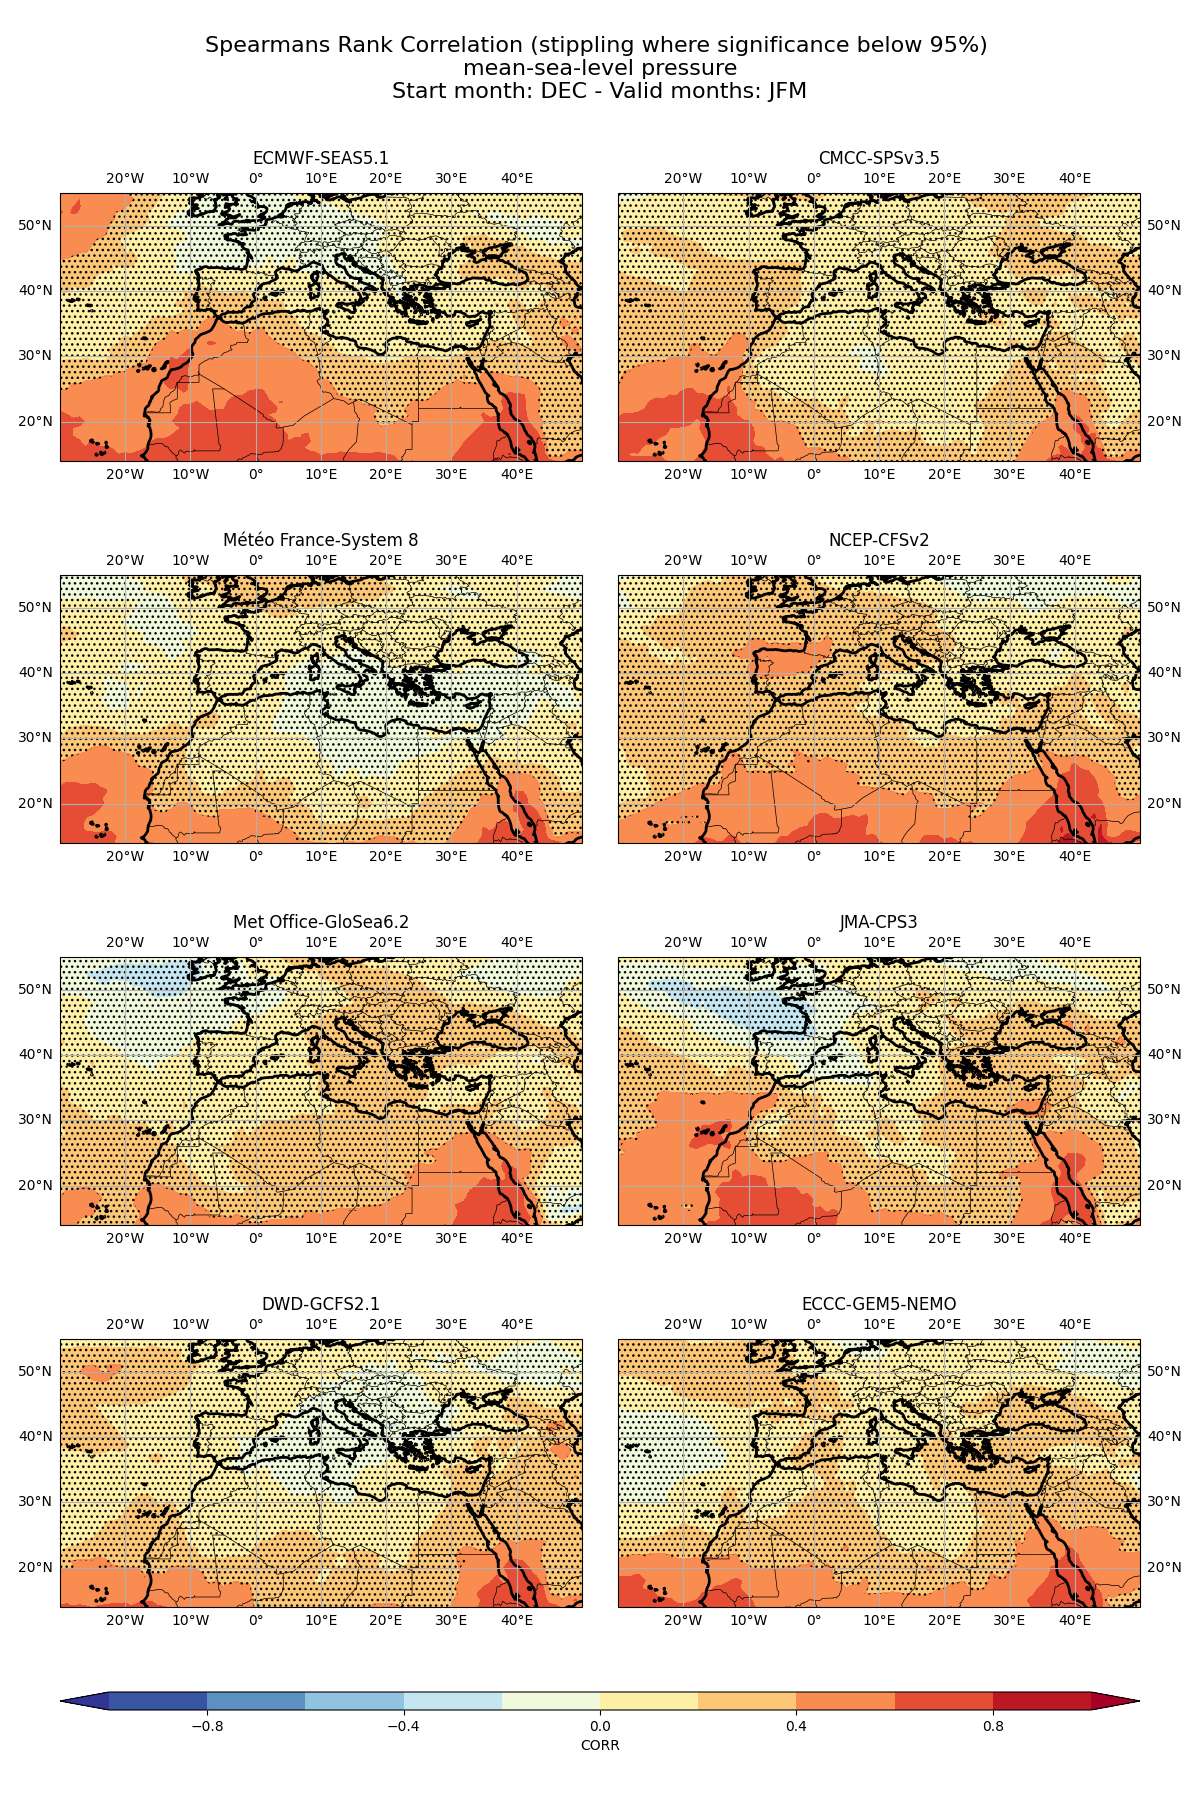 Spearmans Rank Correlation (stippling where significance below 95%)
mean-sea-level pressure
Start month: DEC - Valid months: JFM
ECMWF-SEAS5.1
20°W 10°W 0° 10°E 20°E 30°E 40°E
50°N
40°N
30°N
20°N
20°W 10°W 0° 10°E 20°E 30°E 40°E
CMCC-SPSv3.5
20°W 10°W 0° 10°E 20°E 30°E 40°E
50°N
40°N
30°N
20°N
20°W 10°W 0° 10°E 20°E 30°E 40°E
Météo France-System 8
20°W 10°W 0° 10°E 20°E 30°E 40°E
50°N
40°N
30°N
20°N
20°W 10°W 0° 10°E 20°E 30°E 40°E
NCEP-CFSv2
20°W 10°W 0° 10°E 20°E 30°E 40°E
50°N
40°N
30°N
20°N
20°W 10°W 0° 10°E 20°E 30°E 40°E
Met Office-GloSea6.2
20°W 10°W 0° 10°E 20°E 30°E 40°E
50°N
40°N
30°N
20°N
20°W 10°W 0° 10°E 20°E 30°E 40°E
JMA-CPS3
20°W 10°W 0° 10°E 20°E 30°E 40°E
50°N
40°N
30°N
20°N
20°W 10°W 0° 10°E 20°E 30°E 40°E
DWD-GCFS2.1
20°W 10°W 0° 10°E 20°E 30°E 40°E
50°N
40°N
30°N
20°N
20°W 10°W 0° 10°E 20°E 30°E 40°E
ECCC-GEM5-NEMO
20°W 10°W 0° 10°E 20°E 30°E 40°E
50°N
40°N
30°N
20°N
20°W 10°W 0° 10°E 20°E 30°E 40°E
−0.8 −0.4 0.0 0.4 0.8
CORR